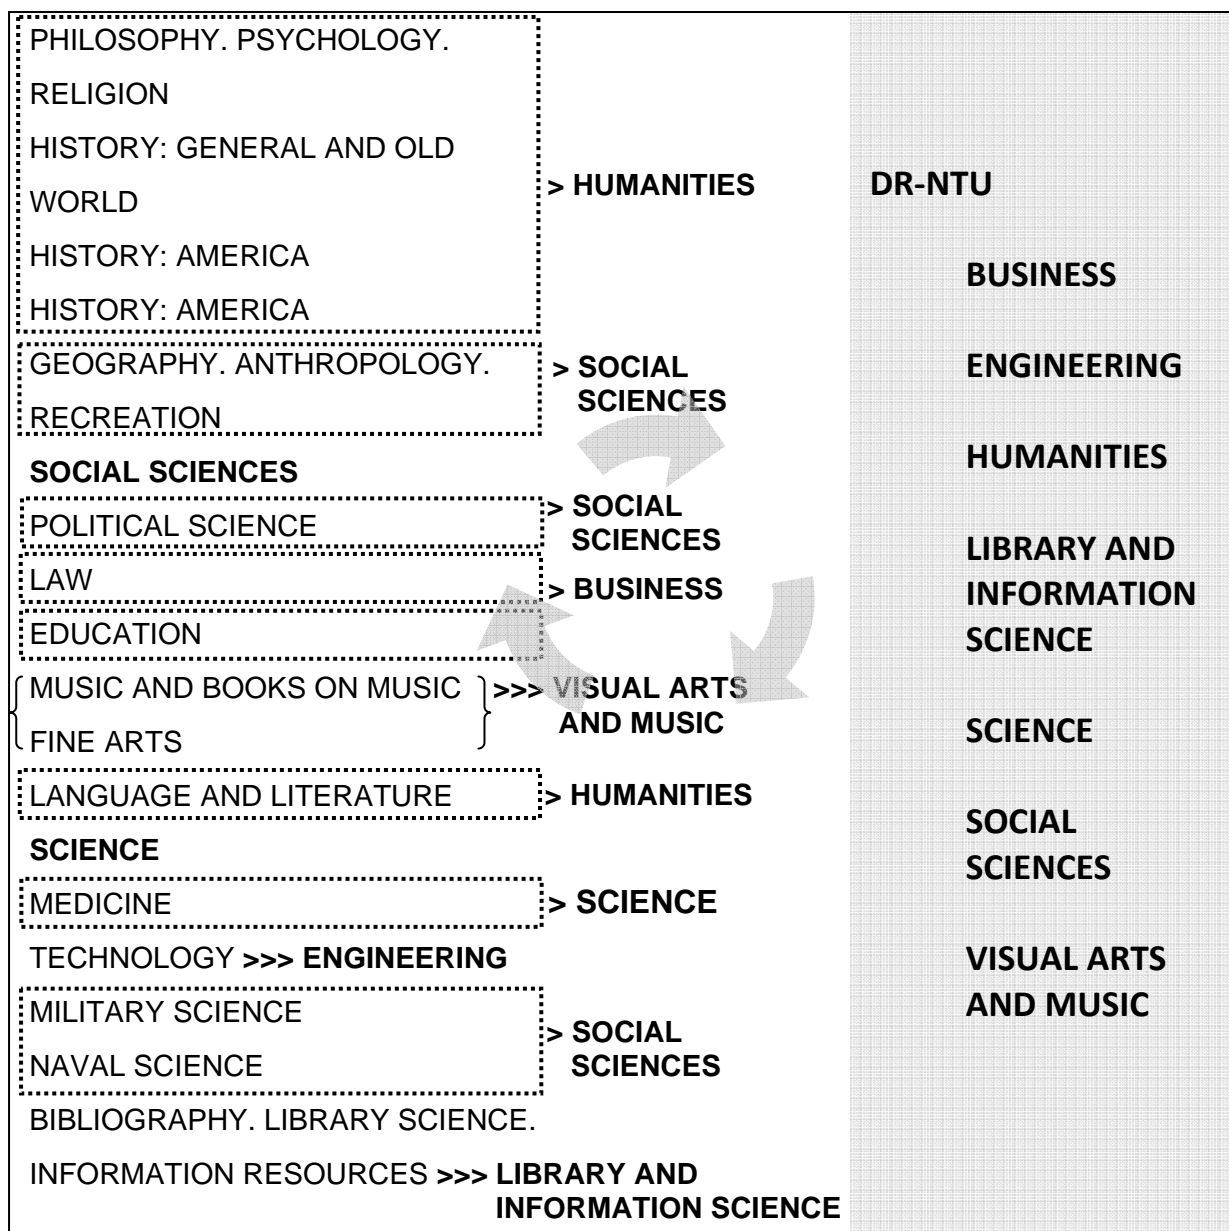 PHILOSOPHY. PSYCHOLOGY.
RELIGION
HISTORY: GENERAL AND OLD
WORLD
HISTORY: AMERICA
HISTORY: AMERICA
> HUMANITIES
GEOGRAPHY. ANTHROPOLOGY.
RECREATION
> SOCIAL
SCIENCES
SOCIAL SCIENCES
POLITICAL SCIENCE
> SOCIAL
SCIENCES
LAW
> BUSINESS
EDUCATION
MUSIC AND BOOKS ON MUSIC
FINE ARTS
>>> VISUAL ARTS
AND MUSIC
LANGUAGE AND LITERATURE
> HUMANITIES
SCIENCE
MEDICINE
> SCIENCE
TECHNOLOGY >>> ENGINEERING
MILITARY SCIENCE
NAVAL SCIENCE
> SOCIAL
SCIENCES
BIBLIOGRAPHY. LIBRARY SCIENCE.
INFORMATION RESOURCES >>> LIBRARY AND
INFORMATION SCIENCE
DR-NTU
BUSINESS
ENGINEERING
HUMANITIES
LIBRARY AND
INFORMATION
SCIENCE
SCIENCE
SOCIAL
SCIENCES
VISUAL ARTS
AND MUSIC